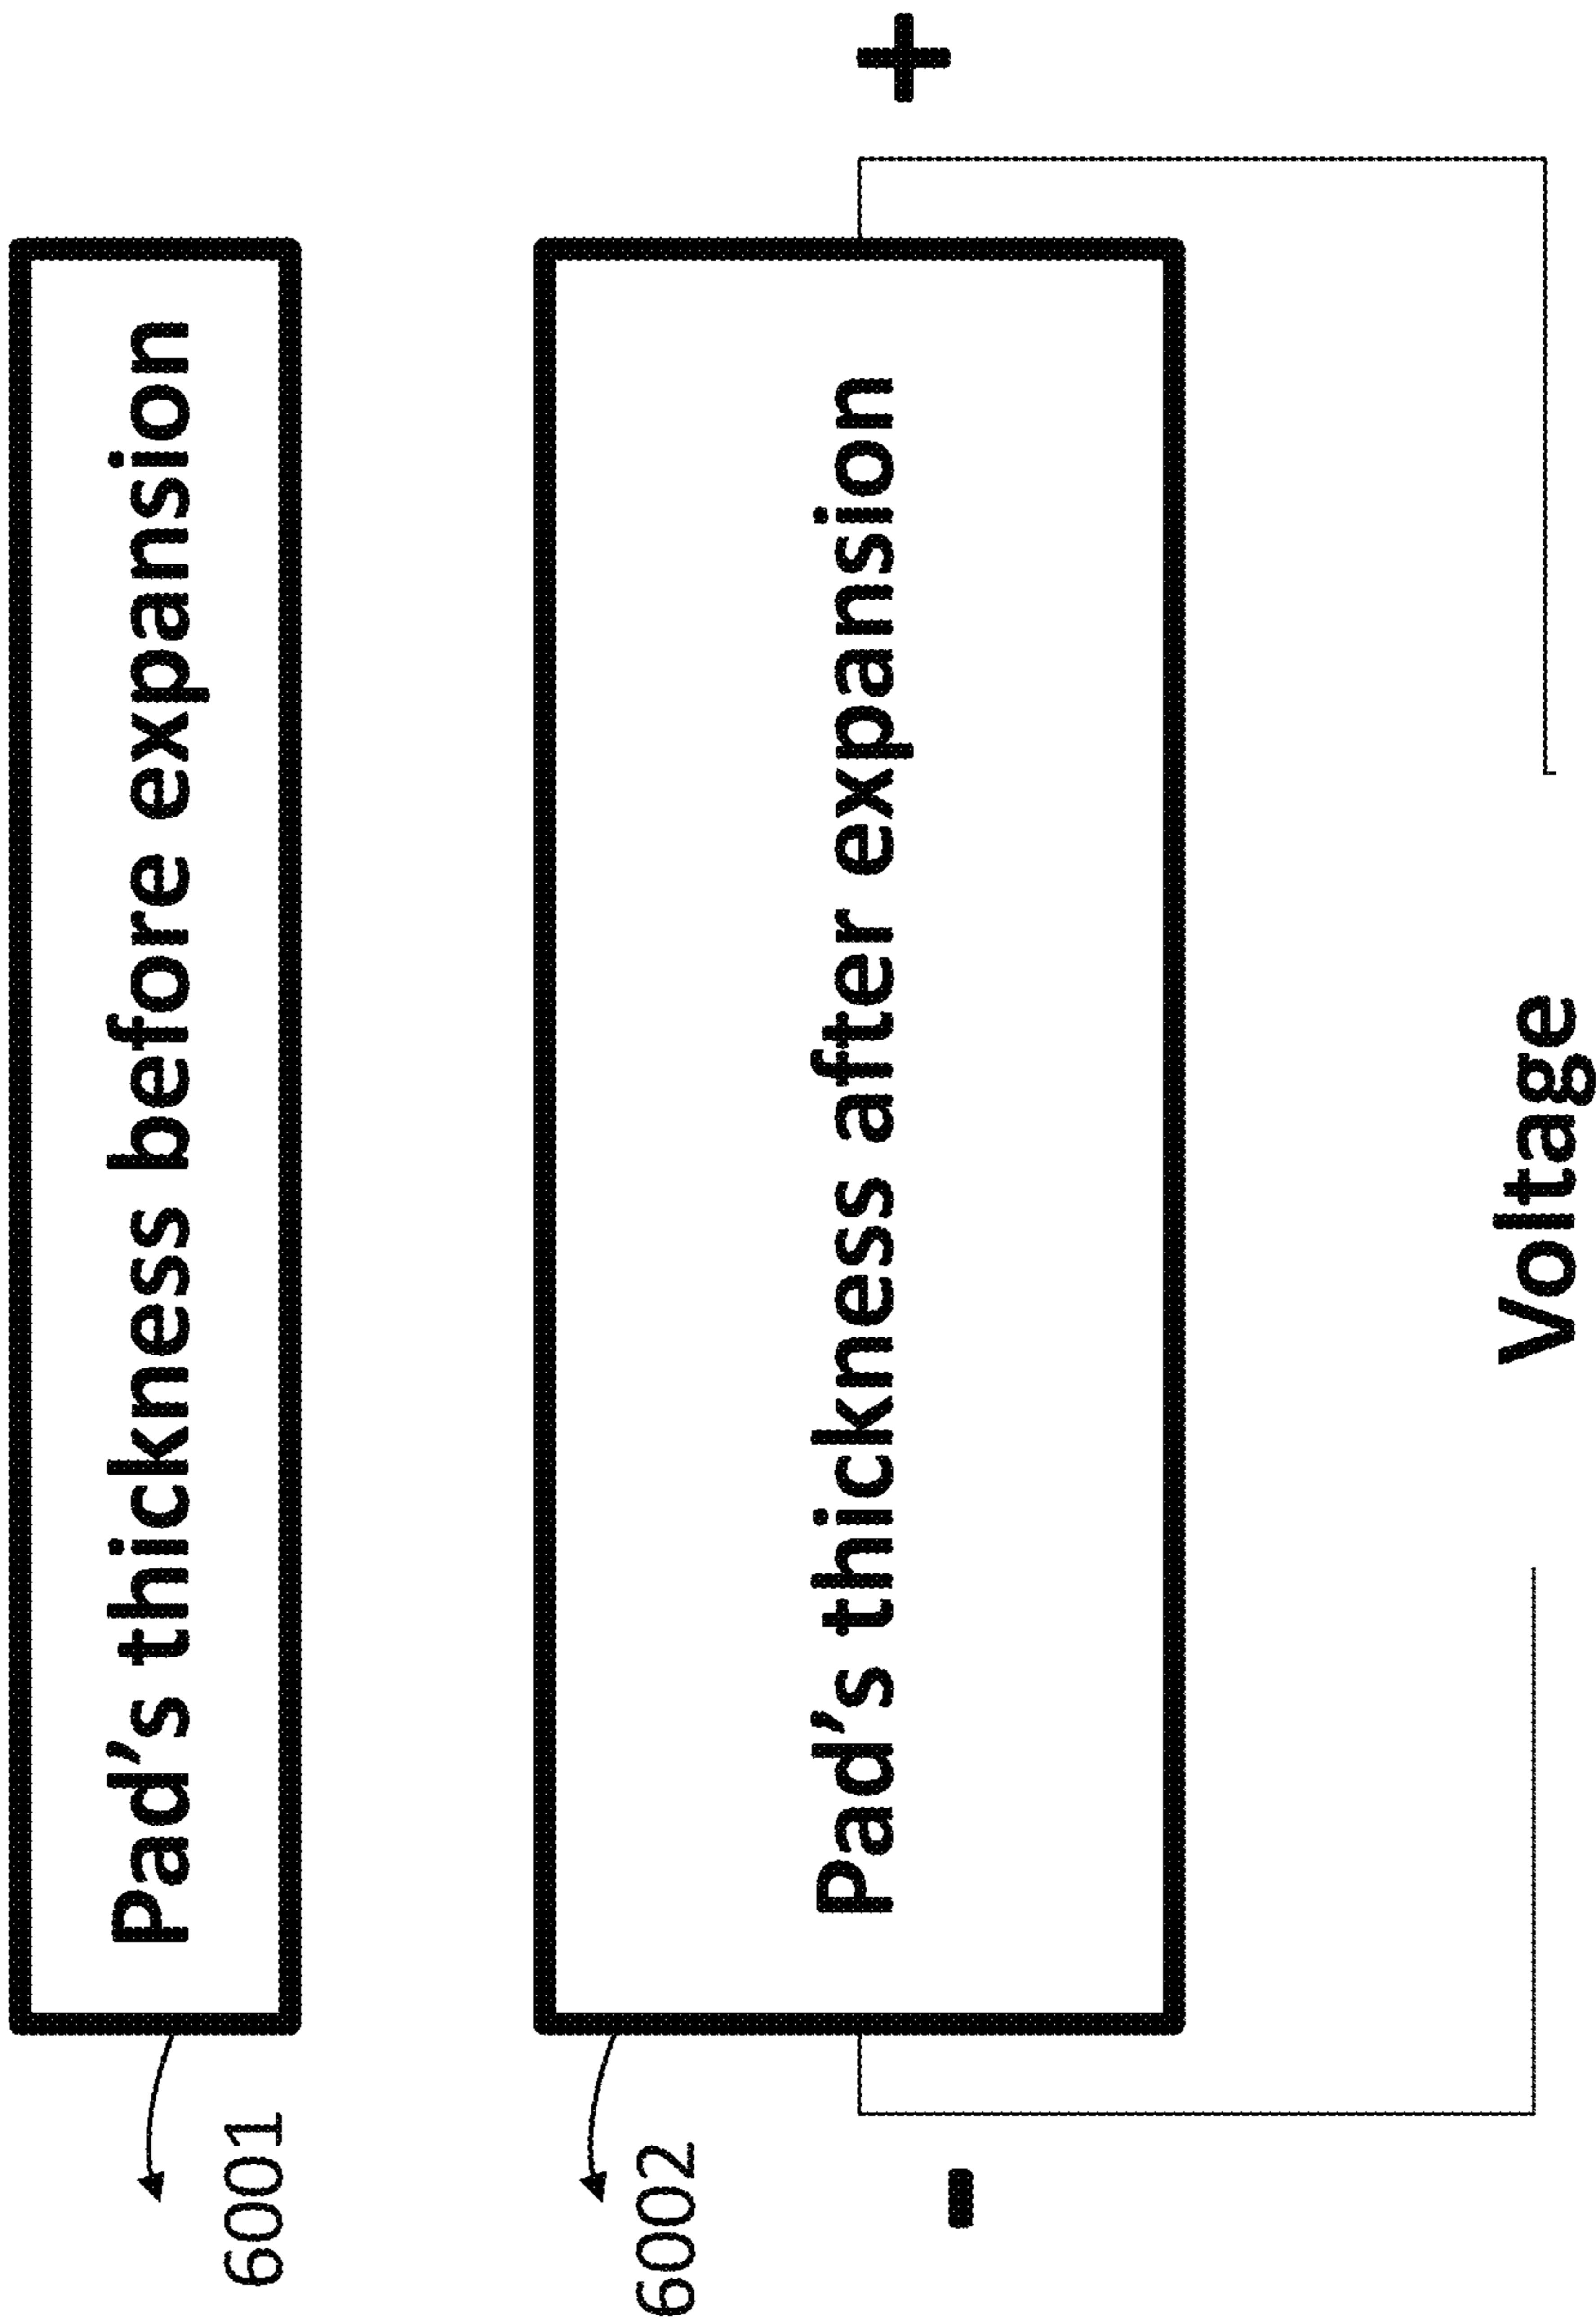 Pad's thickness before expansion
6001
Pad's thickness after expansion
6002
-
+
Voltage